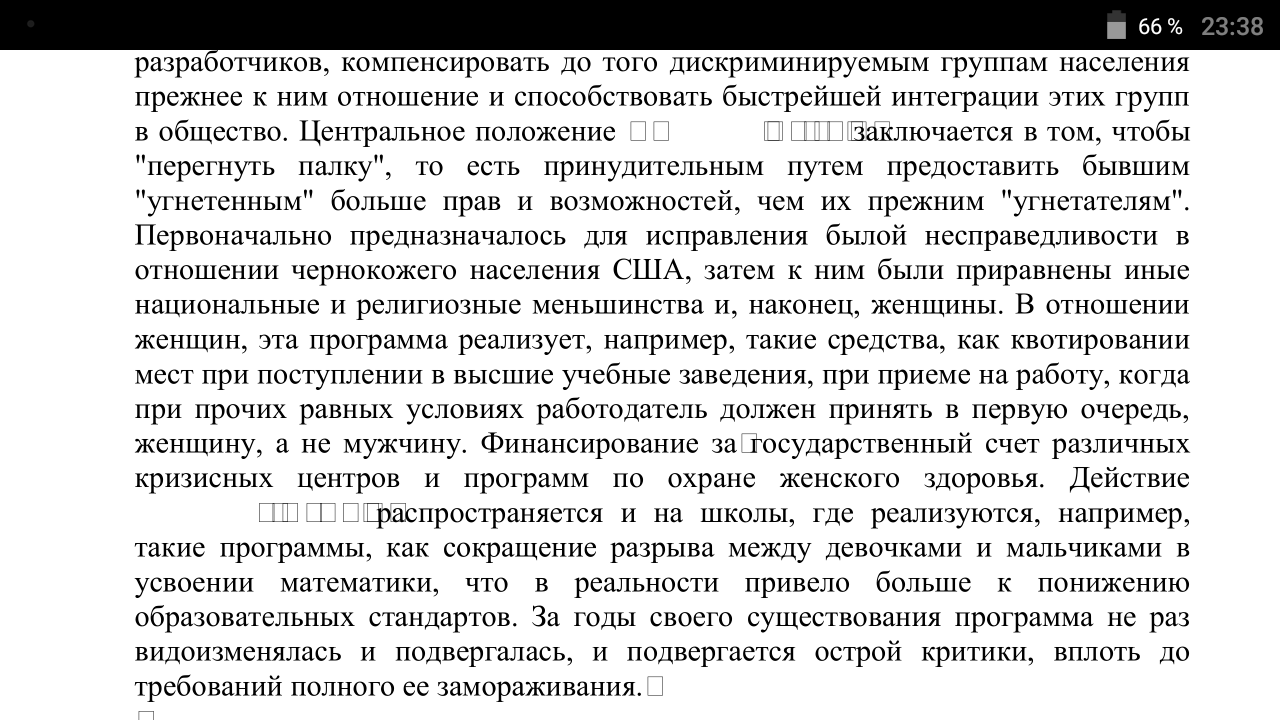 66 % 23:38
разработчиков, компенсировать до того дискриминируемым группам населения
прежнее к ним отношение и способствовать быстрейшей интеграции этих групп
в общество. Центральное положение заключается в том, чтобы
"перегнуть палку", то есть принудительным путем предоставить бывшим
"угнетенным" больше прав и возможностей, чем их прежним "угнетателям".
Первоначально предназначалось для исправления былой несправедливости в
отношении чернокожего населения США, затем к ним были приравнены иные
национальные и религиозные меньшинства и, наконец, женщины. В отношении
женщин, эта программа реализует, например, такие средства, как квотировании
мест при поступлении в высшие учебные заведения, при приеме на работу, когда
при прочих равных условиях работодатель должен принять в первую очередь,
женщину, а не мужчину. Финансирование за государственный счет различных
кризисных центров и программ по охране женского здоровья. Действие
распространяется и на школы, где реализуются, например,
такие программы, как сокращение разрыва между девочками и мальчиками в
усвоении математики, что в реальности привело больше к понижению
образовательных стандартов. За годы своего существования программа не раз
видоизменялась и подвергалась, и подвергается острой критики, вплоть до
требований полного ее замораживания.